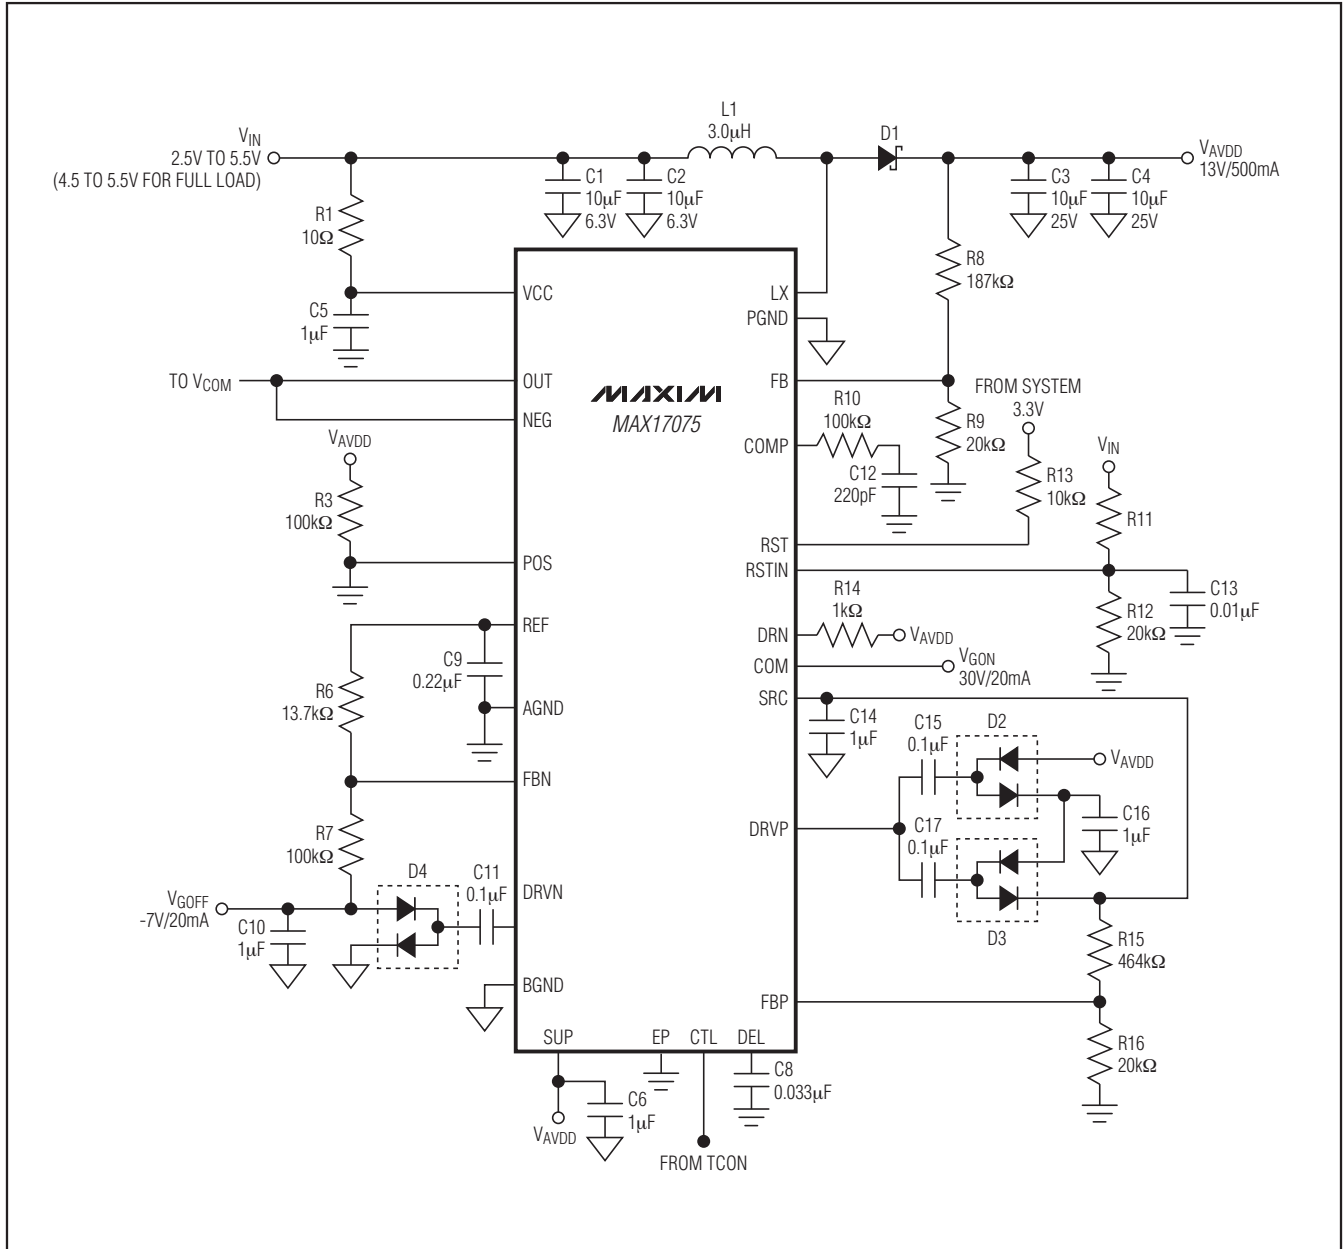 L1
3.0µH
D1
VIN
2.5V TO 5.5V
(4.5 TO 5.5V FOR FULL LOAD)
VAVDD
13V/500mA
C1
10µF
6.3V
C2
10µF
6.3V
C3
10µF
25V
C4
10µF
25V
R1
10Ω
R8
187kΩ
VCC
LX
C5
1µF
PGND
TO VCOM
OUT
FB
NEG
MAXIM
MAX17075
FROM SYSTEM
3.3V
R10
100kΩ
R9
20kΩ
COMP
C12
220pF
VIN
VAVDD
R3
100kΩ
R13
10kΩ
R11
RST
POS
RSTIN
C13
0.01µF
R14
1kΩ
R12
20kΩ
REF
DRN
VAVDD
C9
0.22µF
COM
VGON
30V/20mA
R6
13.7kΩ
SRC
AGND
C14
1µF
C15
0.1µF
D2
VAVDD
FBN
C16
1µF
R7
100kΩ
DRVP
C17
0.1µF
D4
C11
0.1µF
DRVN
VGOFF
-7V/20mA
C10
1µF
D3
R15
464kΩ
BGND
FBP
SUP
EP
CTL
DEL
R16
20kΩ
C8
0.033µF
C6
1µF
VAVDD
FROM TCON